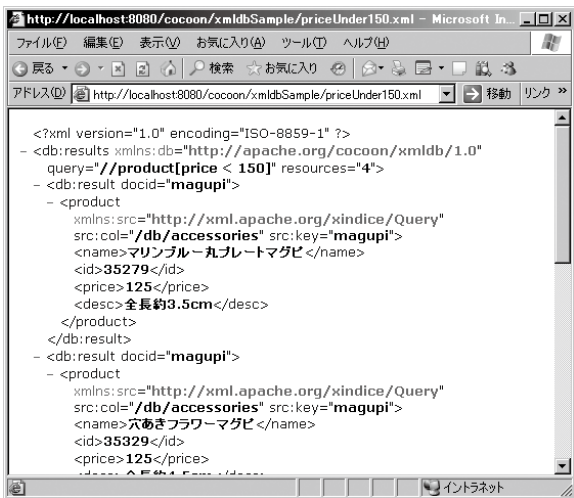 http://localhost:8080/cocoon/xmldbSample/priceUnder150.xml - Microsoft In...
ファイル(F) 編集(E) 表示(V) お気に入り(A) ツール(T) ヘルプ(H)
戻る 検索 お気に入り
アドレス(D) http://localhost:8080/cocoon/xmldbSample/priceUnder150.xml 移動 リンク »
<?xml version="1.0" encoding="ISO-8859-1" ?>
- <db:results xmlns:db="http://apache.org/cocoon/xmldb/1.0"
query="//product[price < 150]" resources="4">
- <db:result docid="magupi">
- <product
xmlns:src="http://xml.apache.org/xindice/Query"
src:col="/db/accessories" src:key="magupi">
<name>マリンブルー丸プレートマグピ</name>
<id>35279</id>
<price>125</price>
<desc>全長約3.5cm</desc>
</product>
</db:result>
- <db:result docid="magupi">
- <product
xmlns:src="http://xml.apache.org/xindice/Query"
src:col="/db/accessories" src:key="magupi">
<name>穴あきフラワーマグピ</name>
<id>35329</id>
<price>125</price>
イントラネット